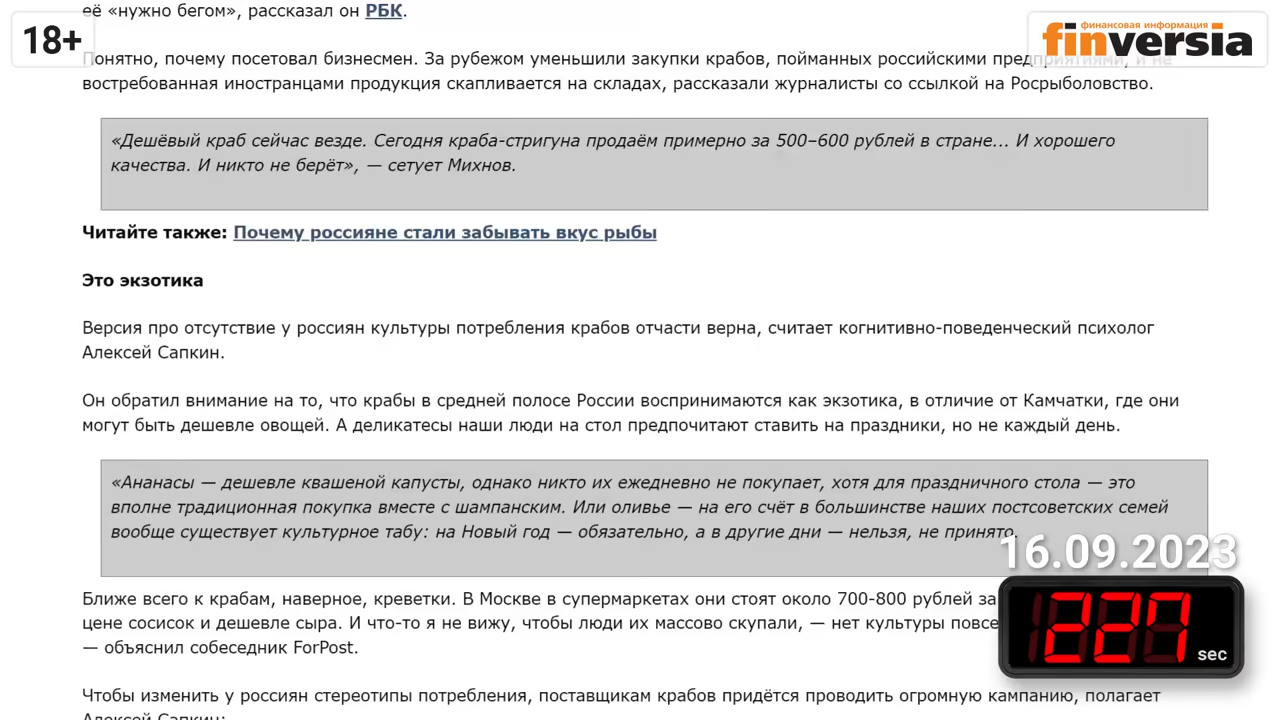 её «нужно бегом», рассказал он РБК.
18+
финансовая информация
finversia
Понятно, почему посетовал бизнесмен. За рубежом уменьшили закупки крабов, пойманных российскими предприятиями, и не
востребованная иностранцами продукция скапливается на складах, рассказали журналисты со ссылкой на Росрыболовство.
«Дешёвый краб сейчас везде. Сегодня краба-стригуна продаём примерно за 500–600 рублей в стране... И хорошего
качества. И никто не берёт», — сетует Михнов.
Читайте также: Почему россияне стали забывать вкус рыбы
Это экзотика
Версия про отсутствие у россиян культуры потребления крабов отчасти верна, считает когнитивно-поведенческий психолог
Алексей Сапкин.
Он обратил внимание на то, что крабы в средней полосе России воспринимаются как экзотика, в отличие от Камчатки, где они
могут быть дешевле овощей. А деликатесы наши люди на стол предпочитают ставить на праздники, но не каждый день.
«Ананасы — дешевле квашеной капусты, однако никто их ежедневно не покупает, хотя для праздничного стола — это
вполне традиционная покупка вместе с шампанским. Или оливье — на его счёт в большинстве наших постсоветских семей
вообще существует культурное табу: на Новый год — обязательно, а в другие дни — нельзя, не принято.
16.09.2023
Ближе всего к крабам, наверное, креветки. В Москве в супермаркетах они стоят около 700-800 рублей за
цене сосисок и дешевле сыра. И что-то я не вижу, чтобы люди их массово скупали, — нет культуры
— объяснил собеседник ForPost.
227 sec
Чтобы изменить у россиян стереотипы потребления, поставщикам крабов придётся проводить огромную кампанию, полагает
Алексей Сапкин: